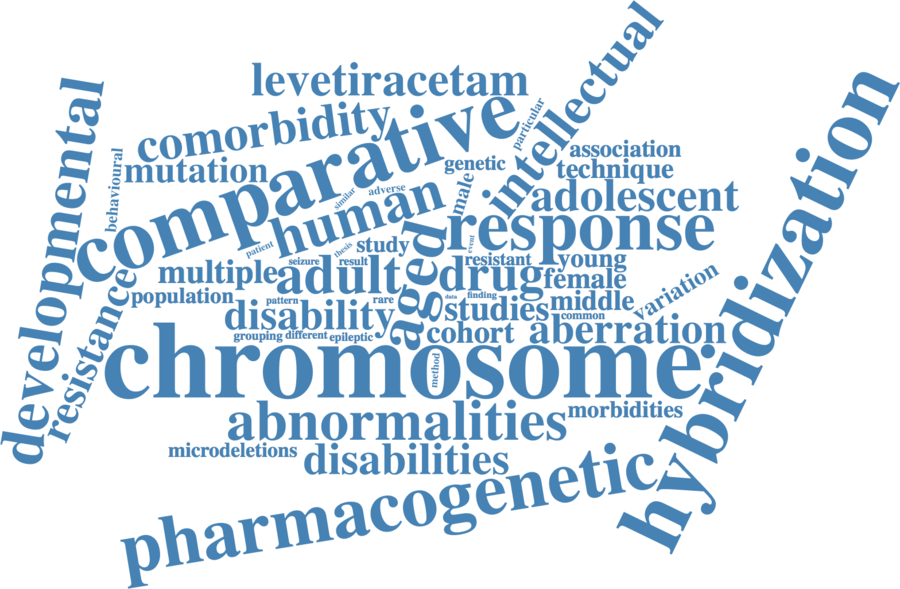 levetiracetam
intellectual
developmental
comorbidity
comparative
particular
hybridization
behavioural
mutation
genetic
association
technique
similar
adverse
male
adolescent
human
response
patient
thesis
study
event
aged
multiple
seizure
result
adult
resistant
drug
young
female
resistance
population
pattern
rare
data
finding
studies
middle
variation
disability
common
grouping
different
epileptic
cohort
aberration
chromosome
method
abnormalities
morbidities
microdeletions
disabilities
pharmacogenetic